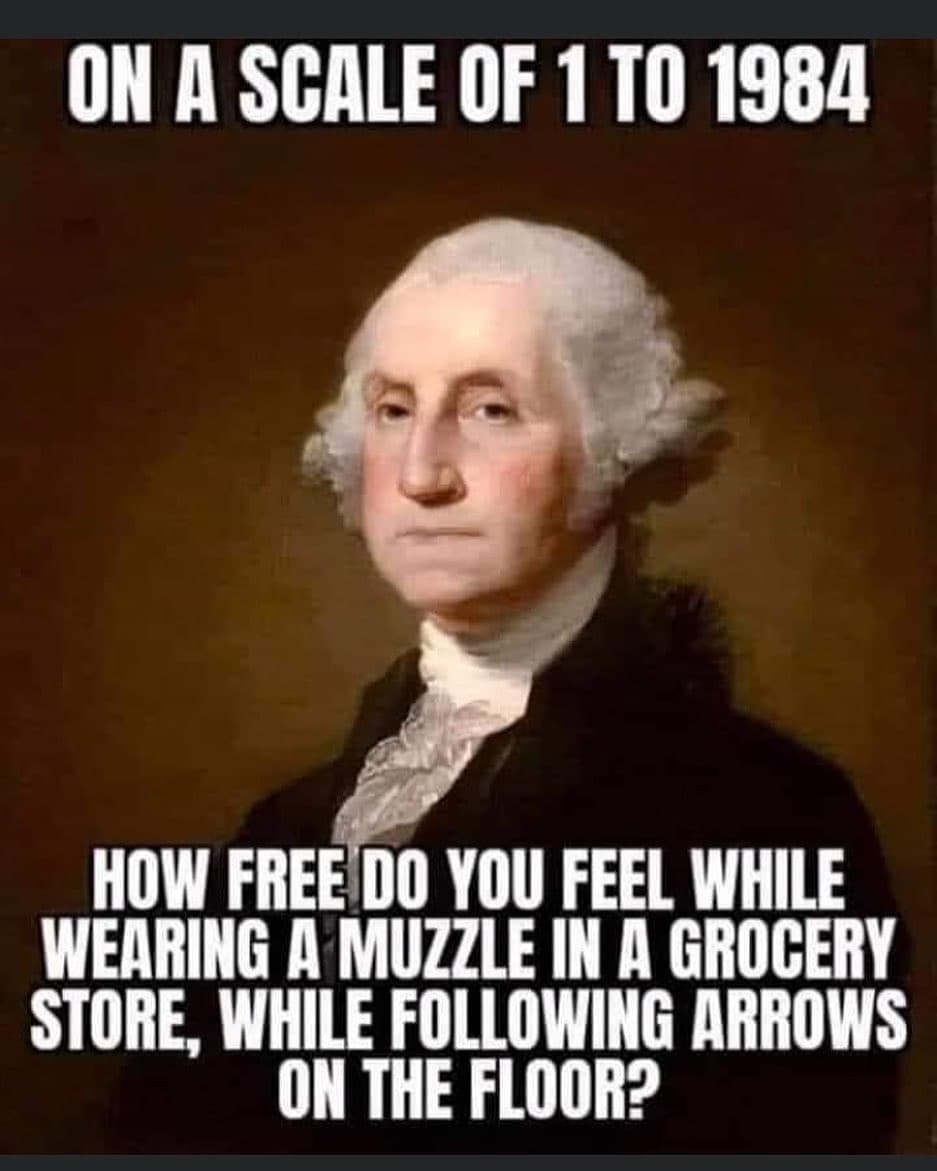 ON A SCALE OF 1 TO 1984
HOW FREE DO YOU FEEL WHILE
WEARING A MUZZLE IN A GROCERY
STORE, WHILE FOLLOWING ARROWS
ON THE FLOOR?